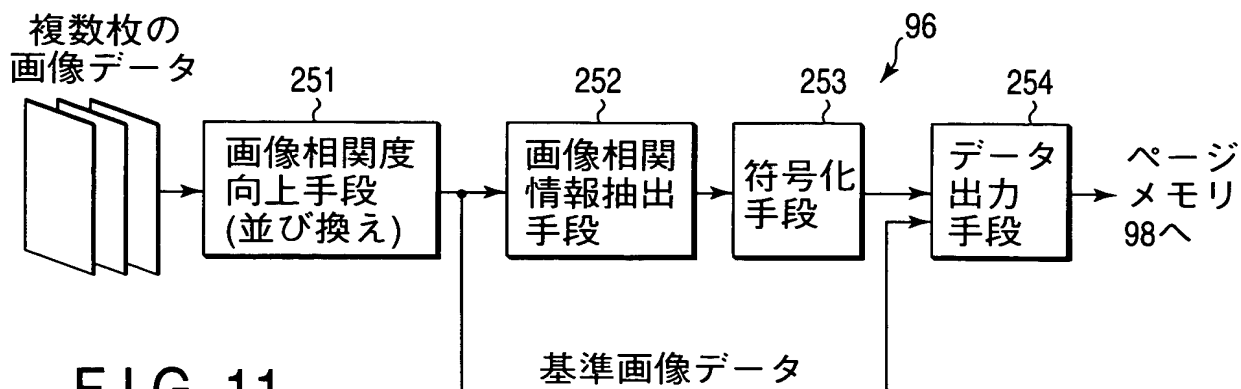 複数枚の
画像データ
96
251
252
253
254
画像相関度
向上手段
(並び換え)
画像相関
情報抽出
手段
符号化
手段
データ
出力
手段
ページ
メモリ
98へ
基準画像データ
FIG. 11